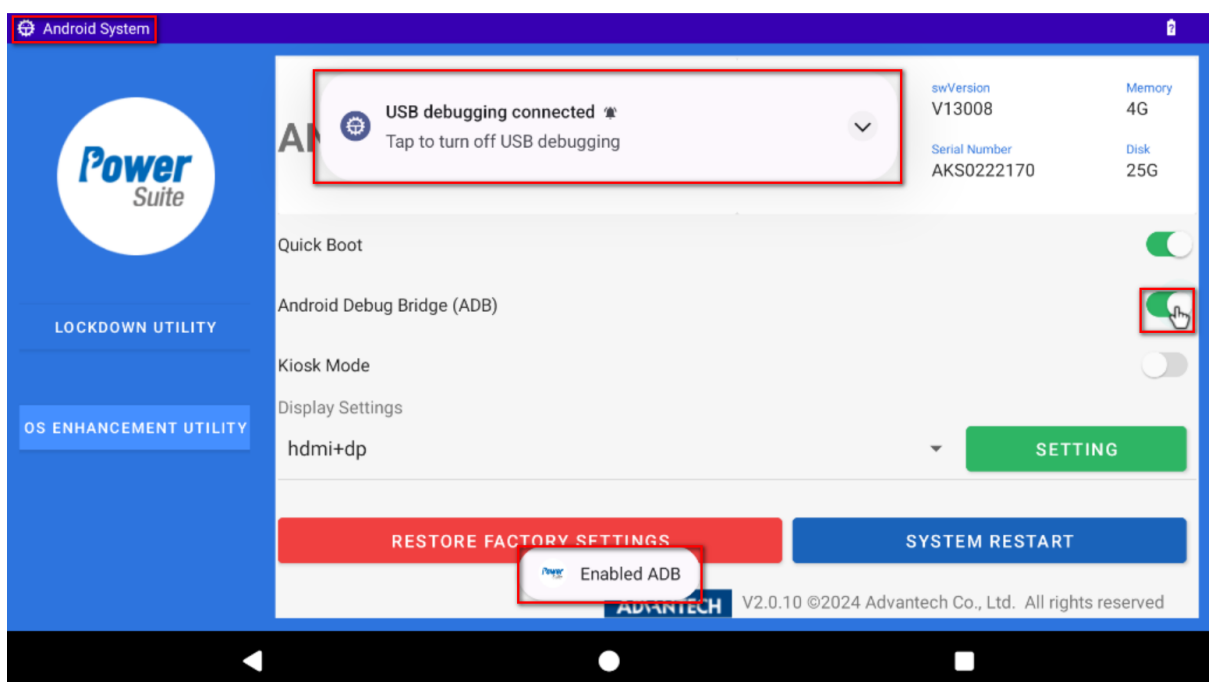 Android System
Power
Suite
LOCKDOWN UTILITY
OS ENHANCEMENT UTILITY
USB debugging connected
Tap to turn off USB debugging
swVersion
V13008
Memory
4G
Serial Number
AKS0222170
Disk
25G
Quick Boot
Android Debug Bridge (ADB)
Kiosk Mode
Display Settings
hdmi+dp
SETTING
RESTORE FACTORY SETTINGS
SYSTEM RESTART
Enabled ADB
ADVANTECH
V2.0.10 ©2024 Advantech Co., Ltd. All rights reserved